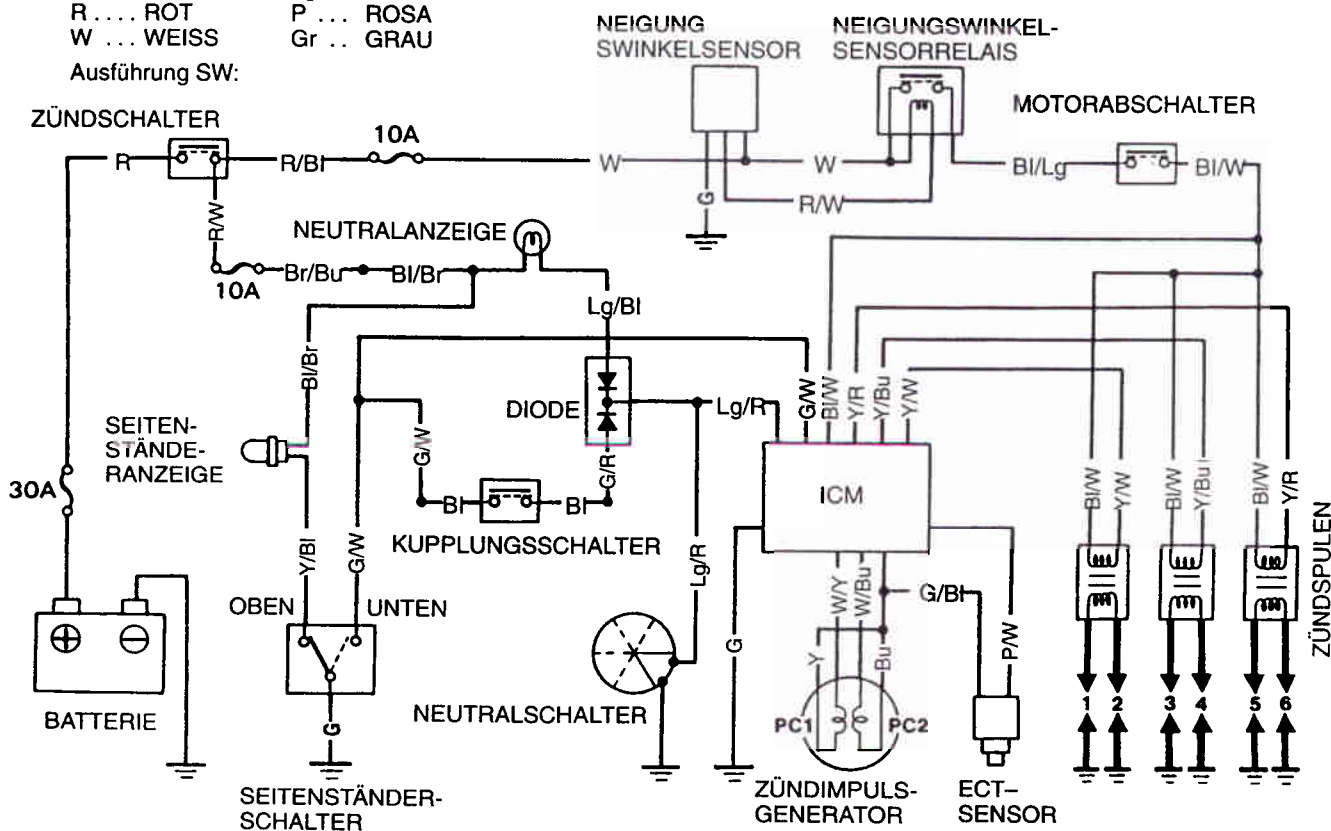 R .... ROT
P ... ROSA
W ... WEISS
Gr .. GRAU
Ausführung SW:
NEIGUNG
SWINKELSENSOR
NEIGUNGSWINKEL-
SENSORRELAIS
MOTORABSCHALTER
ZÜNDSCHALTER
10A
R
R/Bl
W
W
Bl/Lg
Bl/W
G
R/W
R/W
NEUTRALANZEIGE
Br/Bu
Bl/Br
10A
Lg/Bl
Bl/Br
DIODE
Lg/R
G/W
Bl/W
Y/R
Y/Bu
Y/W
SEITEN-
STÄNDE-
RANZEIGE
G/W
G/R
30A
Bl
Bl
ICM
Bl/W
Y/W
Bl/W
Y/Bu
Bl/W
Y/R
KUPPLUNGSSCHALTER
Y/Bl
G/W
Lg/R
ZÜNDSPULEN
OBEN
UNTEN
W/Y
W/Bu
G/Bl
G
Y
Bu
P/W
BATTERIE
NEUTRALSCHALTER
PC1
PC2
1
2
3
4
5
6
G
SEITENSTÄNDER-
SCHALTER
ZÜNDIMPULS-
GENERATOR
ECT–
SENSOR